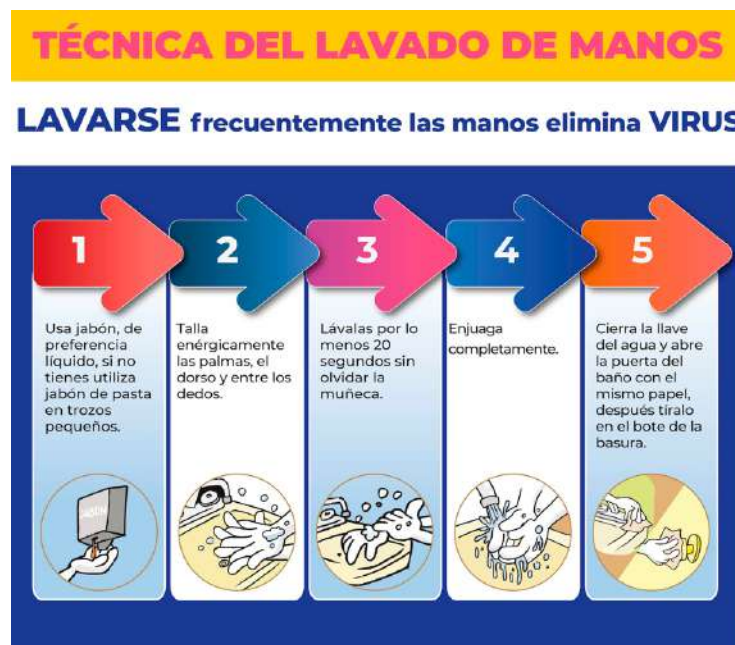 TÉCNICA DEL LAVADO DE MANOS
LAVARSE frecuentemente las manos elimina VIRUS
1
Usa jabón, de
preferencia
líquido, si no
tienes utiliza
jabón de pasta
en trozos
pequeños.
JABÓN
2
Talla
enérgicamente
las palmas, el
dorso y entre los
dedos.
3
Lávalas por lo
menos 20
segundos sin
olvidar la
muñeca.
4
Enjuaga
completamente.
5
Cierra la llave
del agua y abre
la puerta del
baño con el
mismo papel,
después tíralo
en el bote de la
basura.